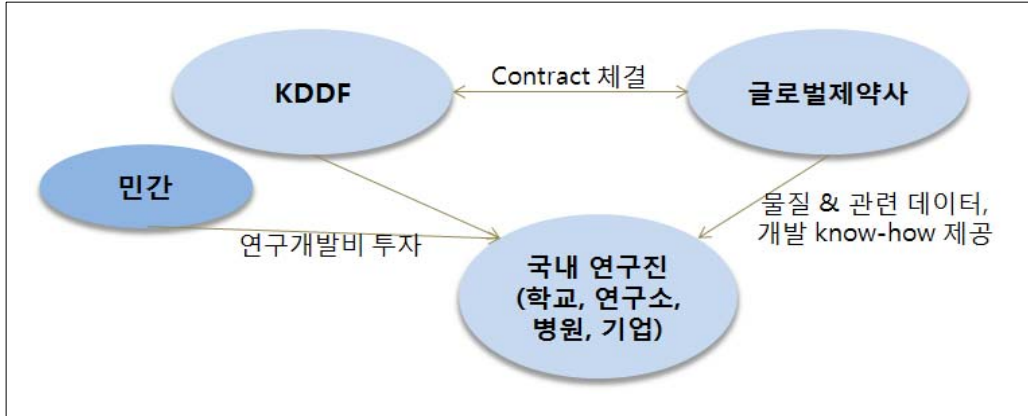 KDDF
Contract 체결
글로벌제약사
민간
연구개발비 투자
물질 & 관련 데이터,
개발 know-how 제공
국내 연구진
(학교, 연구소,
병원, 기업)